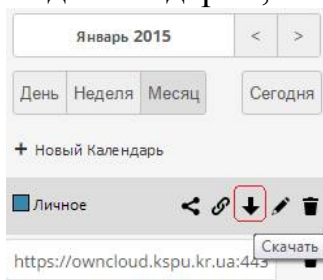 Январь 2015 < >
День Неделя Месяц Сегодня
+ Новый Календарь
Личное
Скачать
https://owncloud.kspu.kr.ua:443